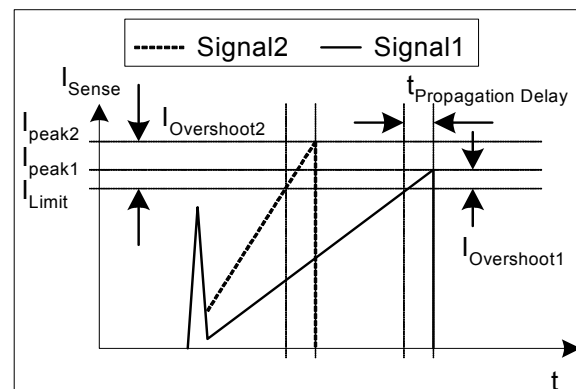 Signal2 Signal1
I_Sense
t_Propagation Delay
I_peak2
I_Overshoot2
I_peak1
I_Limit
I_Overshoot1
t